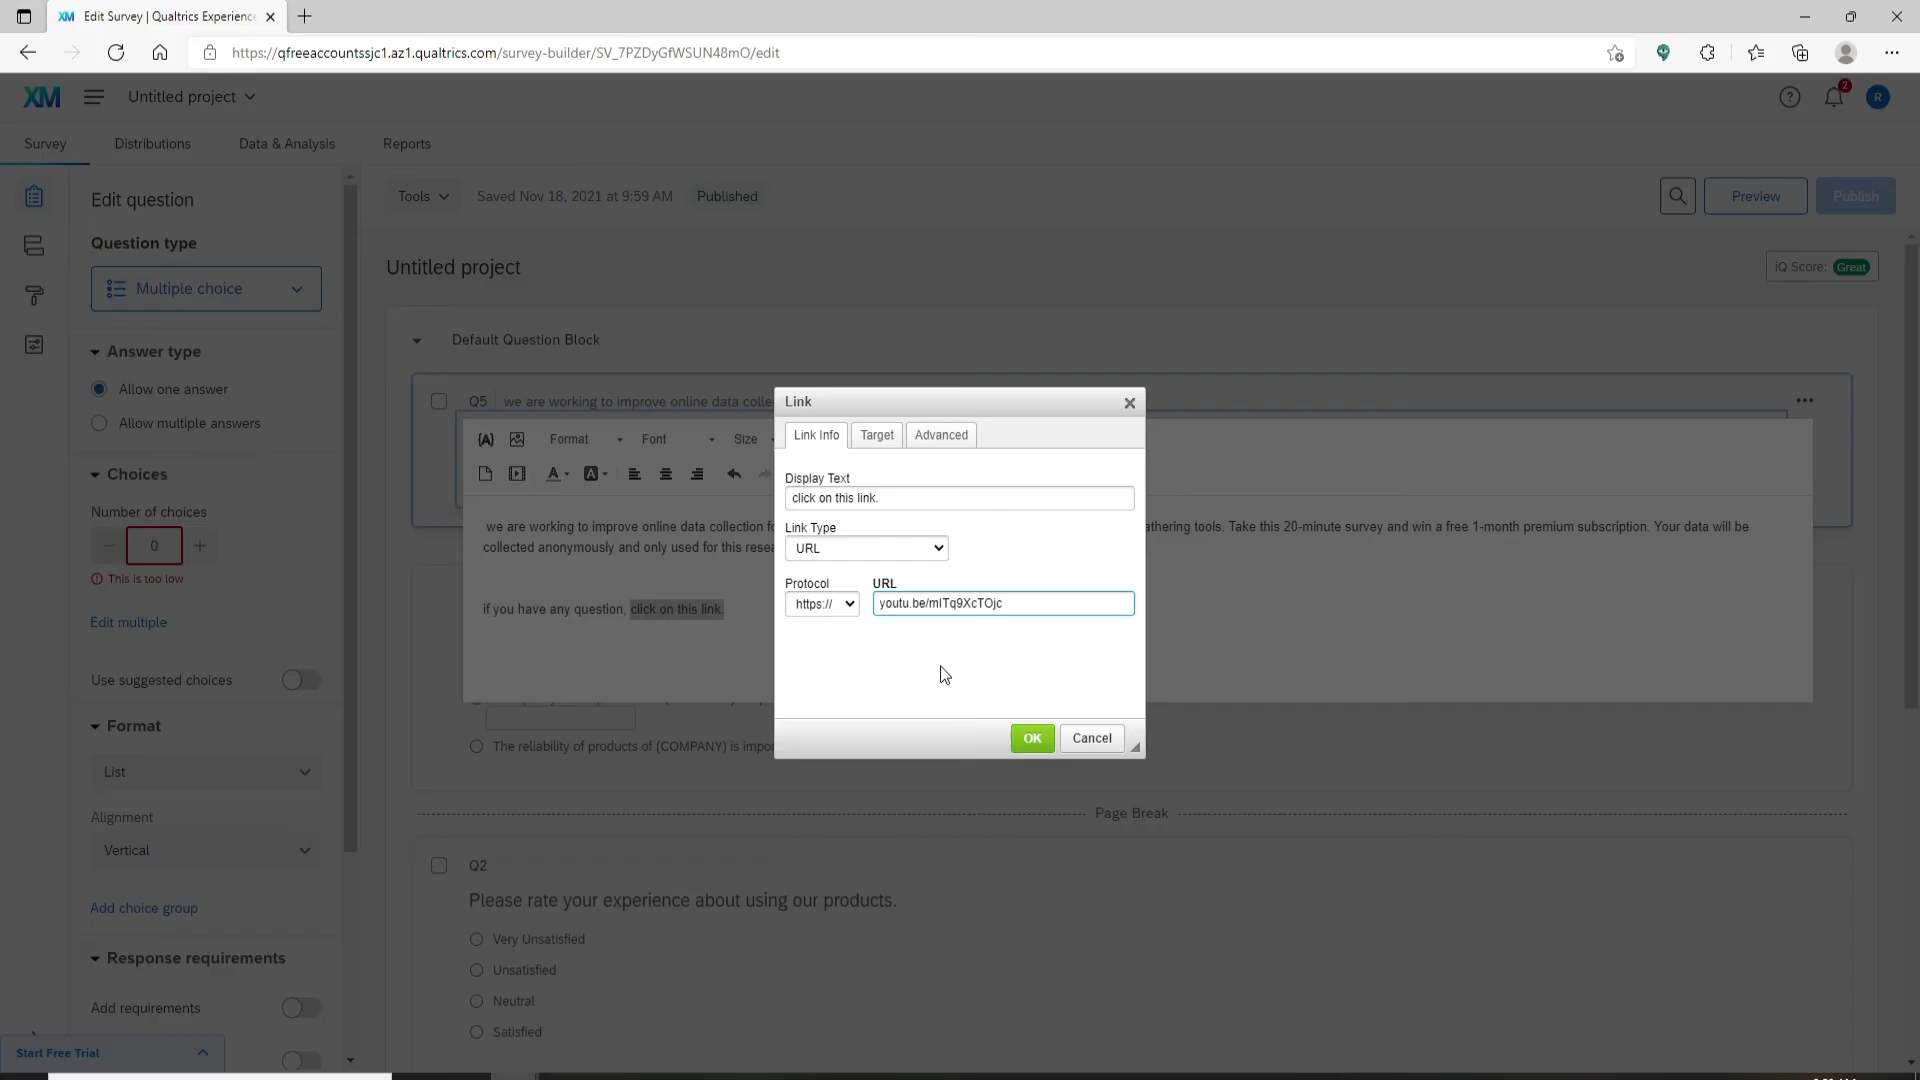 XM Edit Survey | Qualtrics Experience
https://qfreeaccountssjc1.az1.qualtrics.com/survey-builder/SV_7PZDyGfWSUN48mO/edit
XM Untitled project
2
R
Survey Distributions Data & Analysis Reports
Edit question
Tools Saved Nov 18, 2021 at 9:59 AM Published
Preview Publish
Question type
Multiple choice
Untitled project
iQ Score: Great
Answer type
Allow one answer
Allow multiple answers
Default Question Block
Q5 we are working to improve online data colle
Format Font Size
Choices
Number of choices
0
This is too low
Edit multiple
Use suggested choices
we are working to improve online data collection fo
athering tools. Take this 20-minute survey and win a free 1-month premium subscription. Your data will be
collected anonymously and only used for this resea
if you have any question, click on this link.
Link
Link Info Target Advanced
Display Text
click on this link.
Link Type
URL
Protocol URL
https:// youtu.be/mITq9XcTOjc
OK Cancel
The reliability of products of (COMPANY) is impor
Format
List
Alignment
Vertical
Add choice group
Response requirements
Add requirements
Start Free Trial
Page Break
Q2
Please rate your experience about using our products.
Very Unsatisfied
Unsatisfied
Neutral
Satisfied